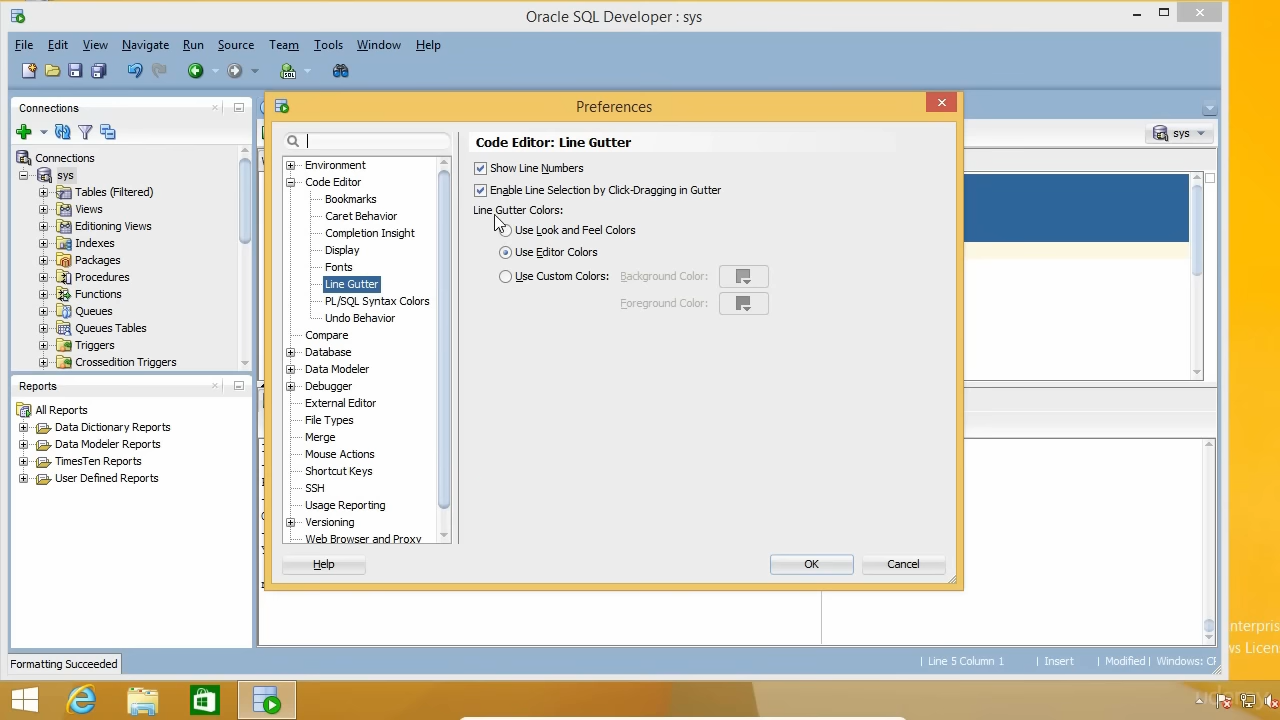 Oracle SQL Developer : sys
File Edit View Navigate Run Source Team Tools Window Help
Connections
sys
Connections
sys
Tables (Filtered)
Views
Editioning Views
Indexes
Packages
Procedures
Functions
Queues
Queues Tables
Triggers
Crossedition Triggers
Reports
All Reports
Data Dictionary Reports
Data Modeler Reports
TimesTen Reports
User Defined Reports
Preferences
Environment
Code Editor
Bookmarks
Caret Behavior
Completion Insight
Display
Fonts
Line Gutter
PL/SQL Syntax Colors
Undo Behavior
Compare
Database
Data Modeler
Debugger
External Editor
File Types
Merge
Mouse Actions
Shortcut Keys
SSH
Usage Reporting
Versioning
Web Browser and Proxy
Code Editor: Line Gutter
Show Line Numbers
Enable Line Selection by Click-Dragging in Gutter
Line Gutter Colors:
Use Look and Feel Colors
Use Editor Colors
Use Custom Colors: Background Color:
Foreground Color:
Help OK Cancel
Formatting Succeeded
Line 5 Column 1 Insert Modified Windows: CF